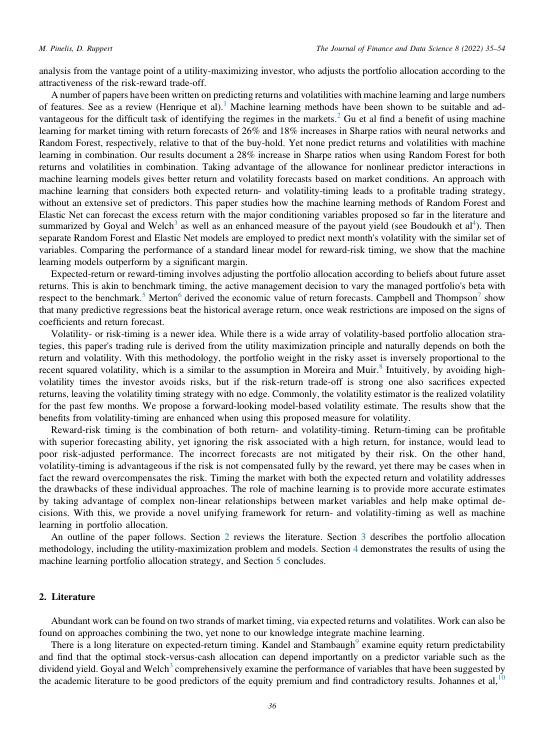 M. Pinelis, D. Ruppert
The Journal of Finance and Data Science 8 (2022) 35–54
analysis from the vantage point of a utility-maximizing investor, who adjusts the portfolio allocation according to the
attractiveness of the risk-reward trade-off.
A number of papers have been written on predicting returns and volatilities with machine learning and large numbers
of features. See as a review (Henrique et al).1 Machine learning methods have been shown to be suitable and ad-
vantageous for the difficult task of identifying the regimes in the markets.2 Gu et al find a benefit of using machine
learning for market timing with return forecasts of 26% and 18% increases in Sharpe ratios with neural networks and
Random Forest, respectively, relative to that of the buy-hold. Yet none predict returns and volatilities with machine
learning in combination. Our results document a 28% increase in Sharpe ratios when using Random Forest for both
returns and volatilities in combination. Taking advantage of the allowance for nonlinear predictor interactions in
machine learning models gives better return and volatility forecasts based on market conditions. An approach with
machine learning that considers both expected return- and volatility-timing leads to a profitable trading strategy,
without an extensive set of predictors. This paper studies how the machine learning methods of Random Forest and
Elastic Net can forecast the excess return with the major conditioning variables proposed so far in the literature and
summarized by Goyal and Welch3 as well as an enhanced measure of the payout yield (see Boudoukh et al4). Then
separate Random Forest and Elastic Net models are employed to predict next month's volatility with the similar set of
variables. Comparing the performance of a standard linear model for reward-risk timing, we show that the machine
learning models outperform by a significant margin.
Expected-return or reward-timing involves adjusting the portfolio allocation according to beliefs about future asset
returns. This is akin to benchmark timing, the active management decision to vary the managed portfolio's beta with
respect to the benchmark.5 Merton6 derived the economic value of return forecasts. Campbell and Thompson7 show
that many predictive regressions beat the historical average return, once weak restrictions are imposed on the signs of
coefficients and return forecast.
Volatility- or risk-timing is a newer idea. While there is a wide array of volatility-based portfolio allocation stra-
tegies, this paper's trading rule is derived from the utility maximization principle and naturally depends on both the
return and volatility. With this methodology, the portfolio weight in the risky asset is inversely proportional to the
recent squared volatility, which is a similar to the assumption in Moreira and Muir.8 Intuitively, by avoiding high-
volatility times the investor avoids risks, but if the risk-return trade-off is strong one also sacrifices expected
returns, leaving the volatility timing strategy with no edge. Commonly, the volatility estimator is the realized volatility
for the past few months. We propose a forward-looking model-based volatility estimate. The results show that the
benefits from volatility-timing are enhanced when using this proposed measure for volatility.
Reward-risk timing is the combination of both return- and volatility-timing. Return-timing can be profitable
with superior forecasting ability, yet ignoring the risk associated with a high return, for instance, would lead to
poor risk-adjusted performance. The incorrect forecasts are not mitigated by their risk. On the other hand,
volatility-timing is advantageous if the risk is not compensated fully by the reward, yet there may be cases when in
fact the reward overcompensates the risk. Timing the market with both the expected return and volatility addresses
the drawbacks of these individual approaches. The role of machine learning is to provide more accurate estimates
by taking advantage of complex non-linear relationships between market variables and help make optimal de-
cisions. With this, we provide a novel unifying framework for return- and volatility-timing as well as machine
learning in portfolio allocation.
An outline of the paper follows. Section 2 reviews the literature. Section 3 describes the portfolio allocation
methodology, including the utility-maximization problem and models. Section 4 demonstrates the results of using the
machine learning portfolio allocation strategy, and Section 5 concludes.
2. Literature
Abundant work can be found on two strands of market timing, via expected returns and volatilites. Work can also be
found on approaches combining the two, yet none to our knowledge integrate machine learning.
There is a long literature on expected-return timing. Kandel and Stambaugh9 examine equity return predictability
and find that the optimal stock-versus-cash allocation can depend importantly on a predictor variable such as the
dividend yield. Goyal and Welch3 comprehensively examine the performance of variables that have been suggested by
the academic literature to be good predictors of the equity premium and find contradictory results. Johannes et al,10
36